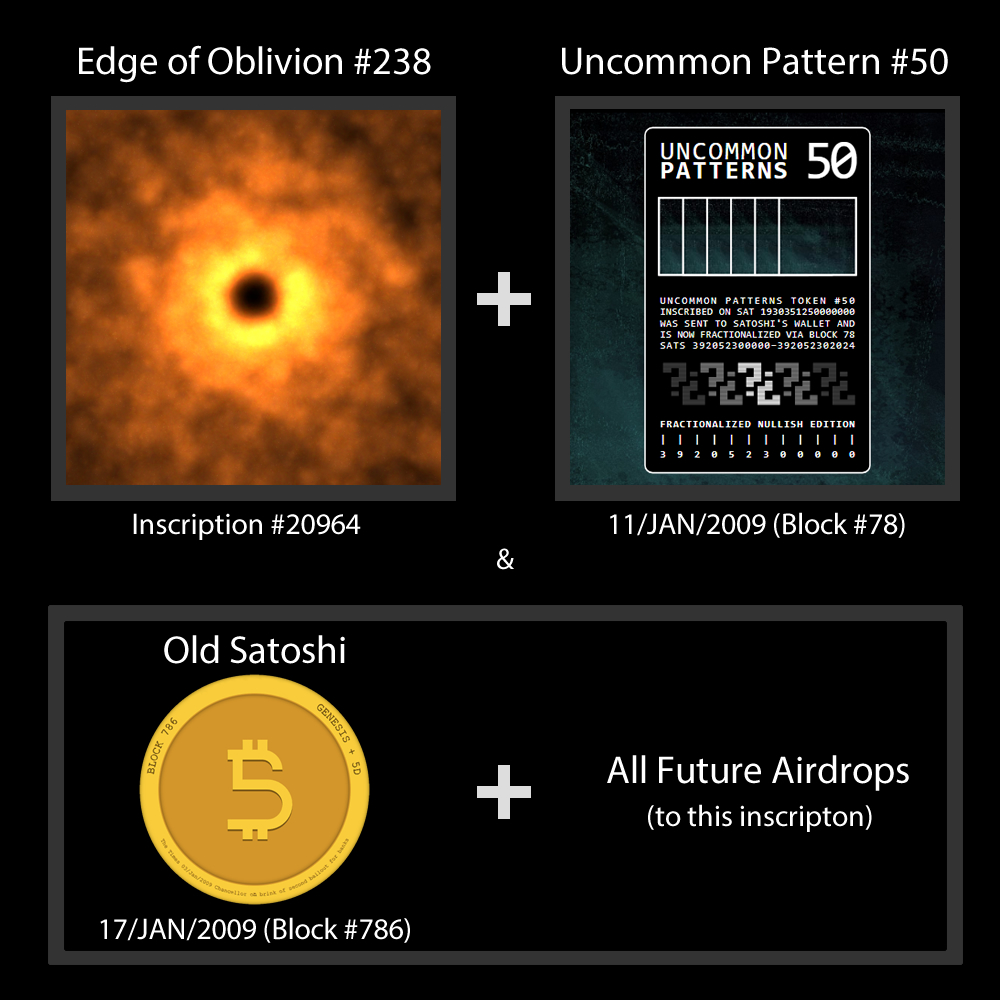 Edge of Oblivion #238
Uncommon Pattern #50
UNCOMMON
PATTERNS
50
UNCOMMON PATTERNS TOKEN #50
INSCRIBED ON SAT 1930351250000000
WAS SENT TO SATOSHI'S WALLET AND
IS NOW FRACTIONALIZED VIA BLOCK 78
SATS 392052300000-392052302024
FRACTIONALIZED NULLISH EDITION
3 9 2 0 5 2 3 0 0 0 0 0
Inscription #20964
11/JAN/2009 (Block #78)
&
Old Satoshi
BLOCK 786
GENESIS + 5D
The Times 03/Jan/2009 Chancellor on brink of second bailout for banks
17/JAN/2009 (Block #786)
All Future Airdrops
(to this inscripton)